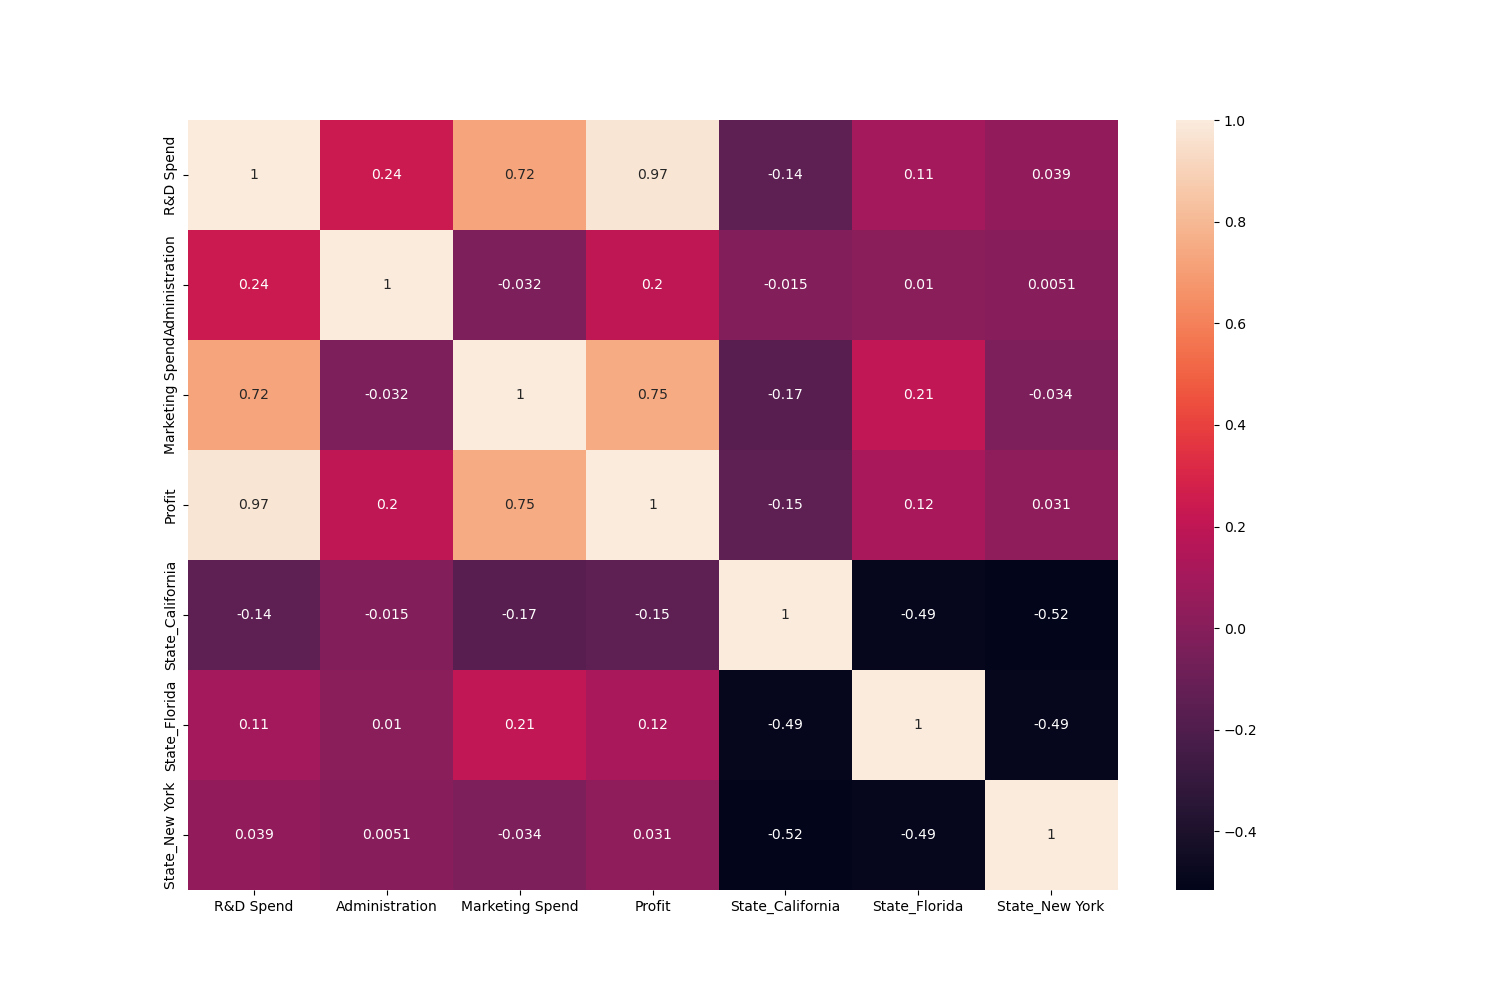 R&D Spend 1 0.24 0.72 0.97 -0.14 0.11 0.039
Administration 0.24 1 -0.032 0.2 -0.015 0.01 0.0051
Marketing Spend 0.72 -0.032 1 0.75 -0.17 0.21 -0.034
Profit 0.97 0.2 0.75 1 -0.15 0.12 0.031
State_California -0.14 -0.015 -0.17 -0.15 1 -0.49 -0.52
State_Florida 0.11 0.01 0.21 0.12 -0.49 1 -0.49
State_New York 0.039 0.0051 -0.034 0.031 -0.52 -0.49 1
R&D Spend Administration Marketing Spend Profit State_California State_Florida State_New York
1.0
0.8
0.6
0.4
0.2
0.0
−0.2
−0.4